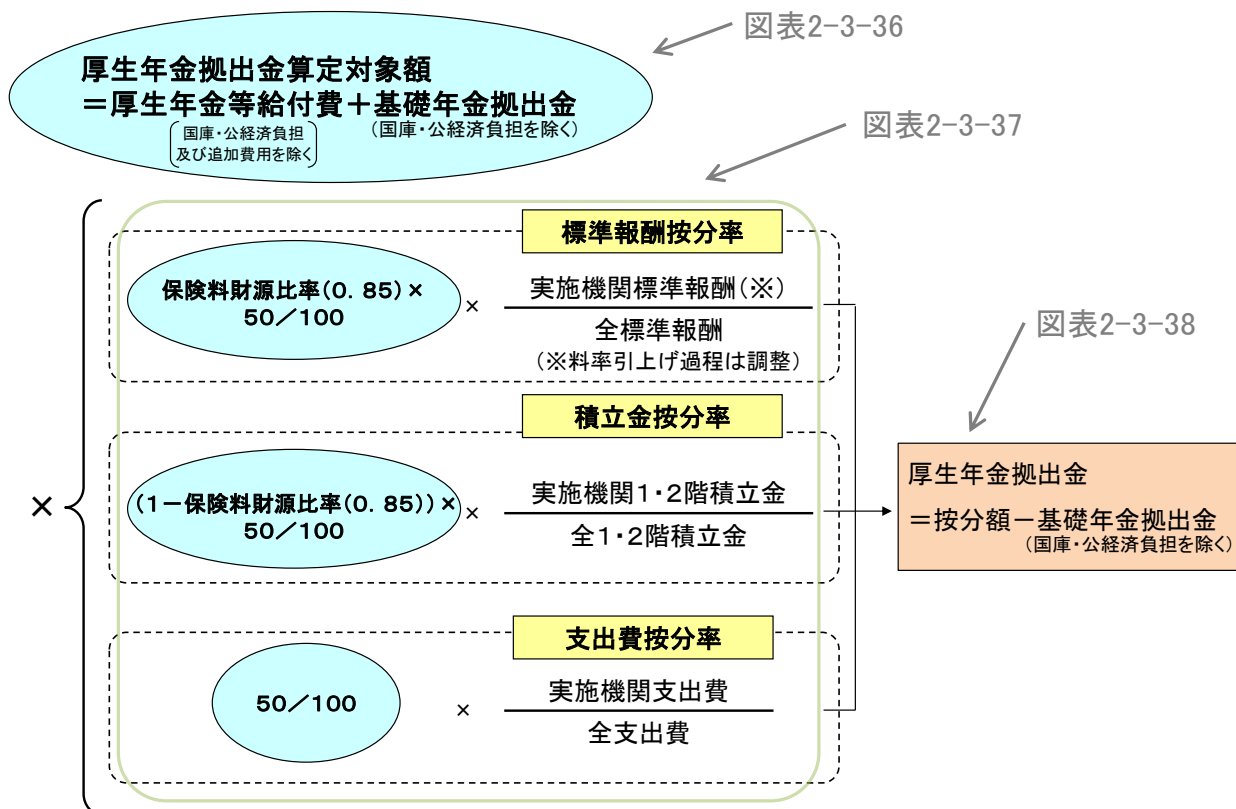 図表2-3-36
厚生年金拠出金算定対象額
＝厚生年金等給付費＋基礎年金拠出金
国庫・公経済負担
及び追加費用を除く
(国庫・公経済負担を除く)
図表2-3-37
×
標準報酬按分率
保険料財源比率(0．85)×
50／100
×
実施機関標準報酬(※)
全標準報酬
(※料率引上げ過程は調整)
積立金按分率
(1－保険料財源比率(0．85))×
50／100
×
実施機関1・2階積立金
全1・2階積立金
支出費按分率
50／100
×
実施機関支出費
全支出費
図表2-3-38
厚生年金拠出金
＝按分額－基礎年金拠出金
(国庫・公経済負担を除く)